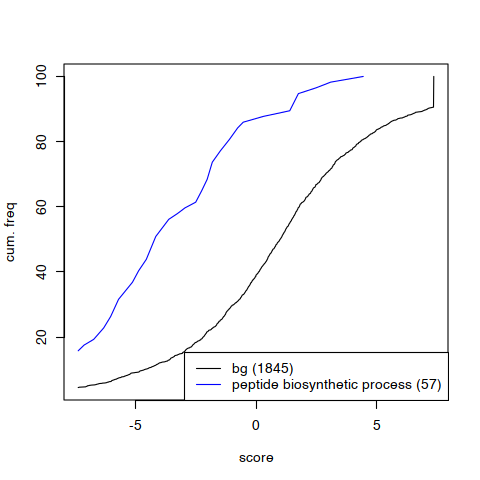 100
80
60
40
20
cum. freq
bg (1845)
peptide biosynthetic process (57)
-5
0
5
score